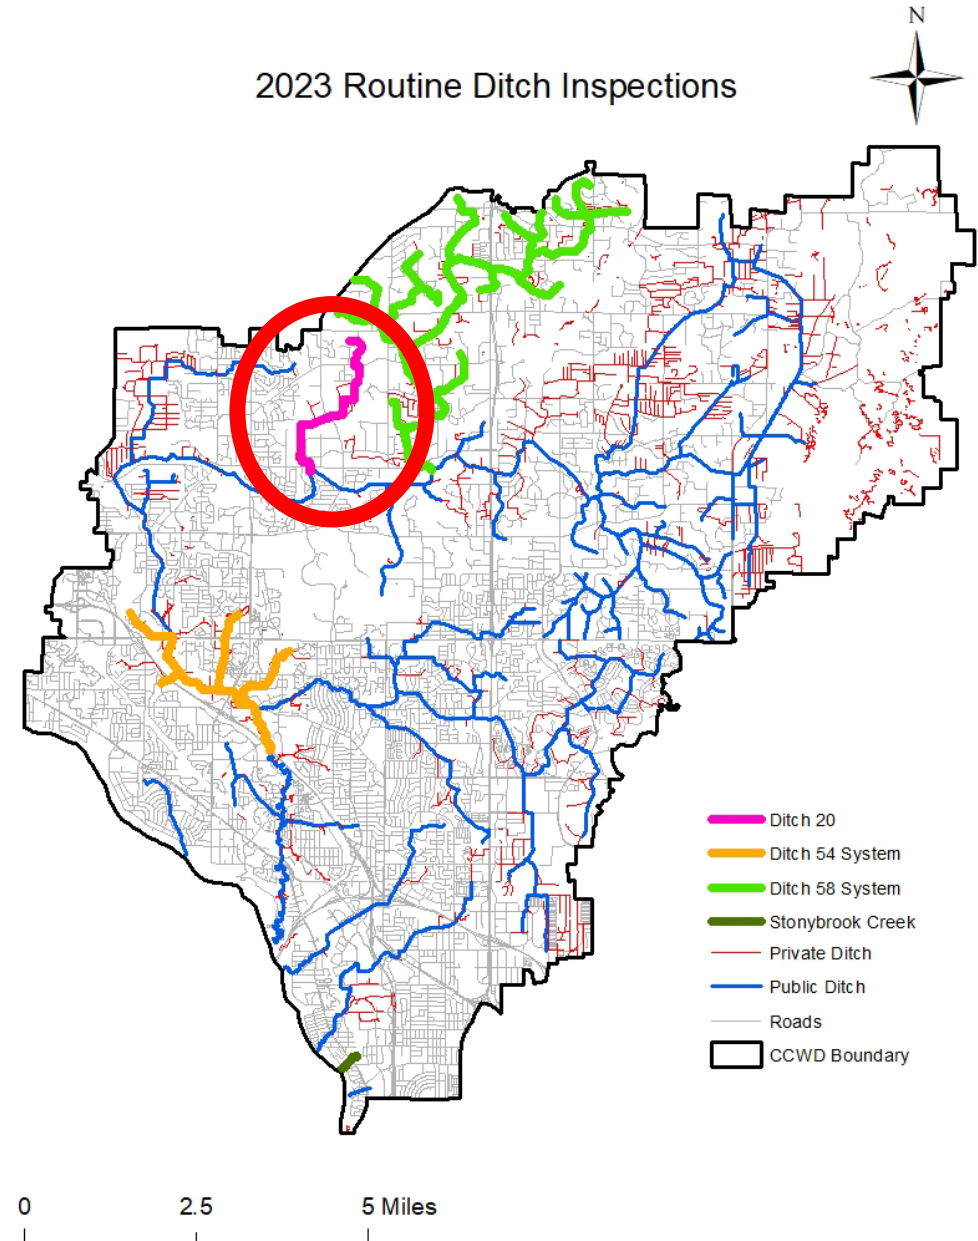 N
2023 Routine Ditch Inspections
Ditch 20
Ditch 54 System
Ditch 58 System
Stonybrook Creek
Private Ditch
Public Ditch
Roads
CCWD Boundary
0 2.5 5 Miles